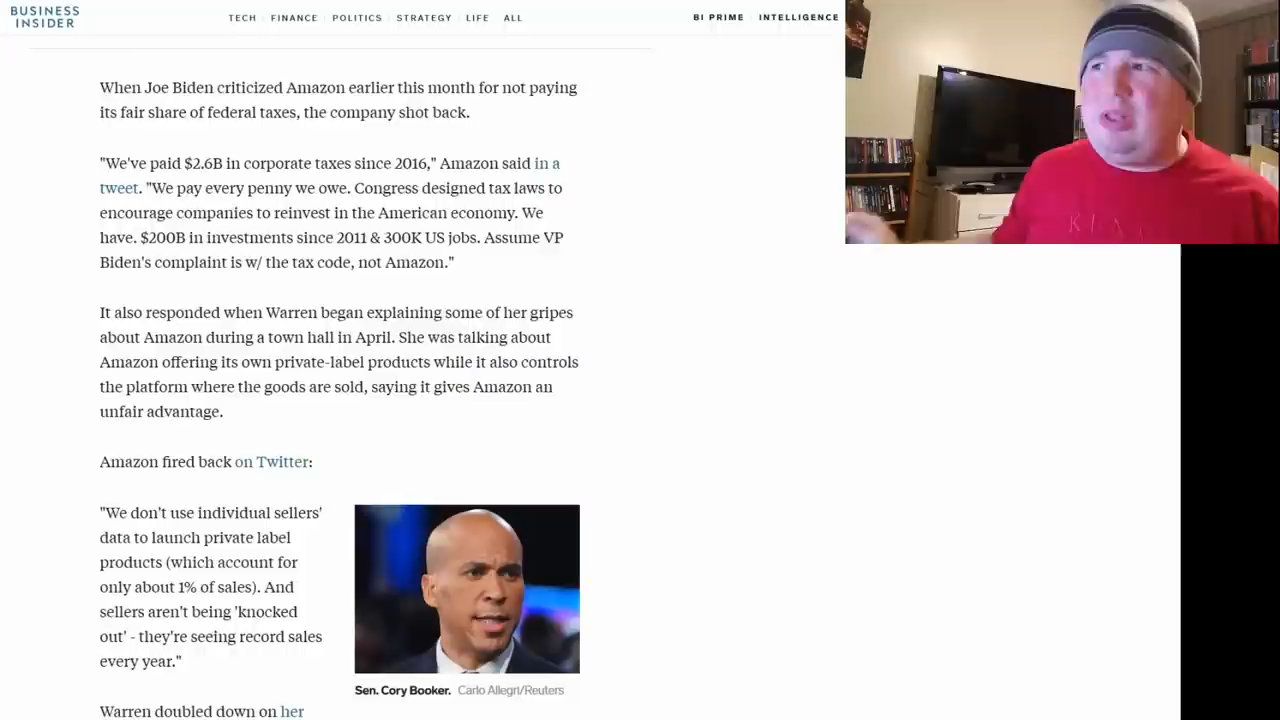 BUSINESS
INSIDER
TECH FINANCE POLITICS STRATEGY LIFE ALL
BI PRIME INTELLIGENCE
When Joe Biden criticized Amazon earlier this month for not paying
its fair share of federal taxes, the company shot back.
"We've paid $2.6B in corporate taxes since 2016," Amazon said in a
tweet. "We pay every penny we owe. Congress designed tax laws to
encourage companies to reinvest in the American economy. We
have. $200B in investments since 2011 & 300K US jobs. Assume VP
Biden's complaint is w/ the tax code, not Amazon."
It also responded when Warren began explaining some of her gripes
about Amazon during a town hall in April. She was talking about
Amazon offering its own private-label products while it also controls
the platform where the goods are sold, saying it gives Amazon an
unfair advantage.
Amazon fired back on Twitter:
"We don't use individual sellers'
data to launch private label
products (which account for
only about 1% of sales). And
sellers aren't being 'knocked
out' - they're seeing record sales
every year."
Sen. Cory Booker. Carlo Allegri/Reuters
Warren doubled down on her